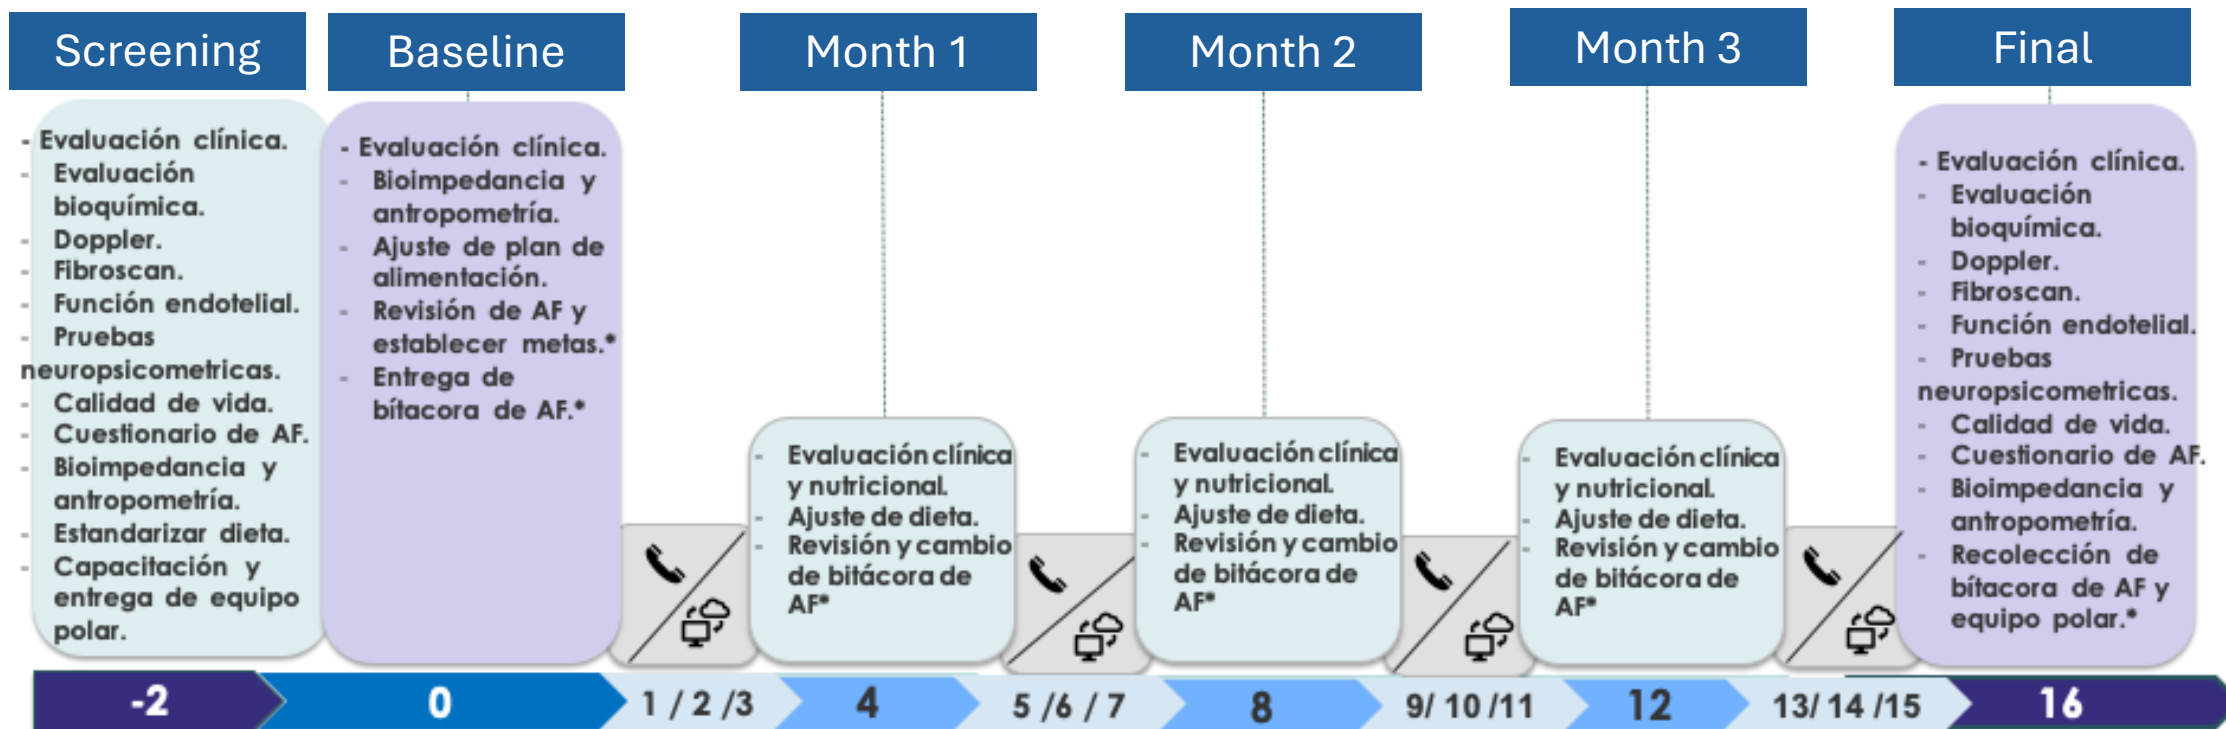 Screening
- Evaluación clínica.
- Evaluación
bioquímica.
- Doppler.
- Fibroscan.
- Función endotelial.
- Pruebas
neuropsicometricas.
- Calidad de vida.
- Cuestionario de AF.
- Bioimpedancia y
antropometría.
- Estandarizar dieta.
- Capacitación y
entrega de equipo
polar.
Baseline
- Evaluación clínica.
- Bioimpedancia y
antropometría.
- Ajuste de plan de
alimentación.
- Revisión de AF y
establecer metas.*
- Entrega de
bítacora de AF.*
Month 1
- Evaluación clínica
y nutricional.
- Ajuste de dieta.
- Revisión y cambio
de bitácora de
AF*
Month 2
- Evaluación clínica
y nutricional.
- Ajuste de dieta.
- Revisión y cambio
de bitácora de
AF*
Month 3
- Evaluación clínica
y nutricional.
- Ajuste de dieta.
- Revisión y cambio
de bitácora de
AF*
Final
- Evaluación clínica.
- Evaluación
bioquímica.
- Doppler.
- Fibroscan.
- Función endotelial.
- Pruebas
neuropsicometricas.
- Calidad de vida.
- Cuestionario de AF.
- Bioimpedancia y
antropometría.
- Recolección de
bítacora de AF y
equipo polar.*
-2
0
1 / 2 /3
4
5 /6 / 7
8
9/ 10 /11
12
13/ 14 /15
16